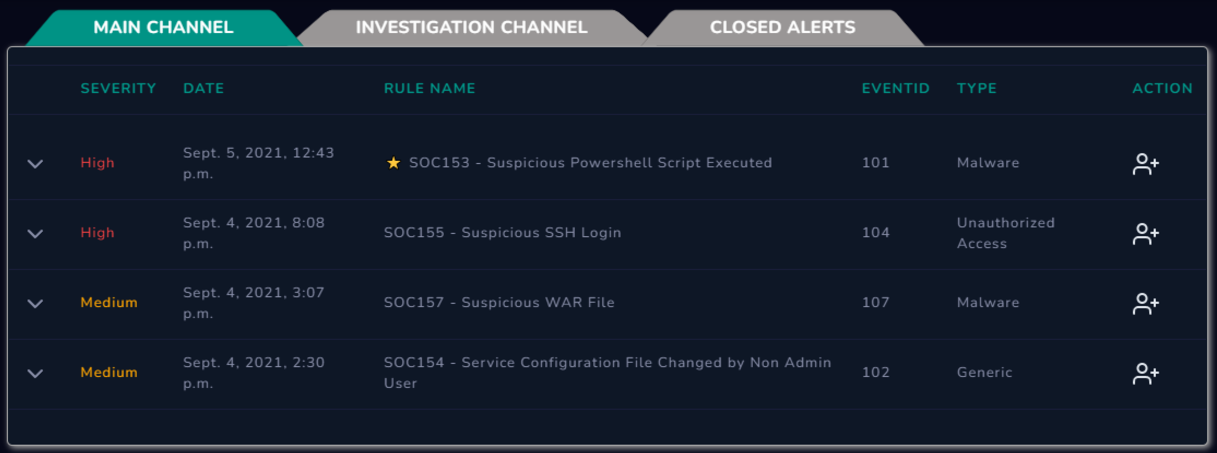 MAIN CHANNEL INVESTIGATION CHANNEL CLOSED ALERTS
SEVERITY DATE RULE NAME EVENTID TYPE ACTION
High Sept. 5, 2021, 12:43 p.m. SOC153 - Suspicious Powershell Script Executed 101 Malware
High Sept. 4, 2021, 8:08 p.m. SOC155 - Suspicious SSH Login 104 Unauthorized Access
Medium Sept. 4, 2021, 3:07 p.m. SOC157 - Suspicious WAR File 107 Malware
Medium Sept. 4, 2021, 2:30 p.m. SOC154 - Service Configuration File Changed by Non Admin User 102 Generic